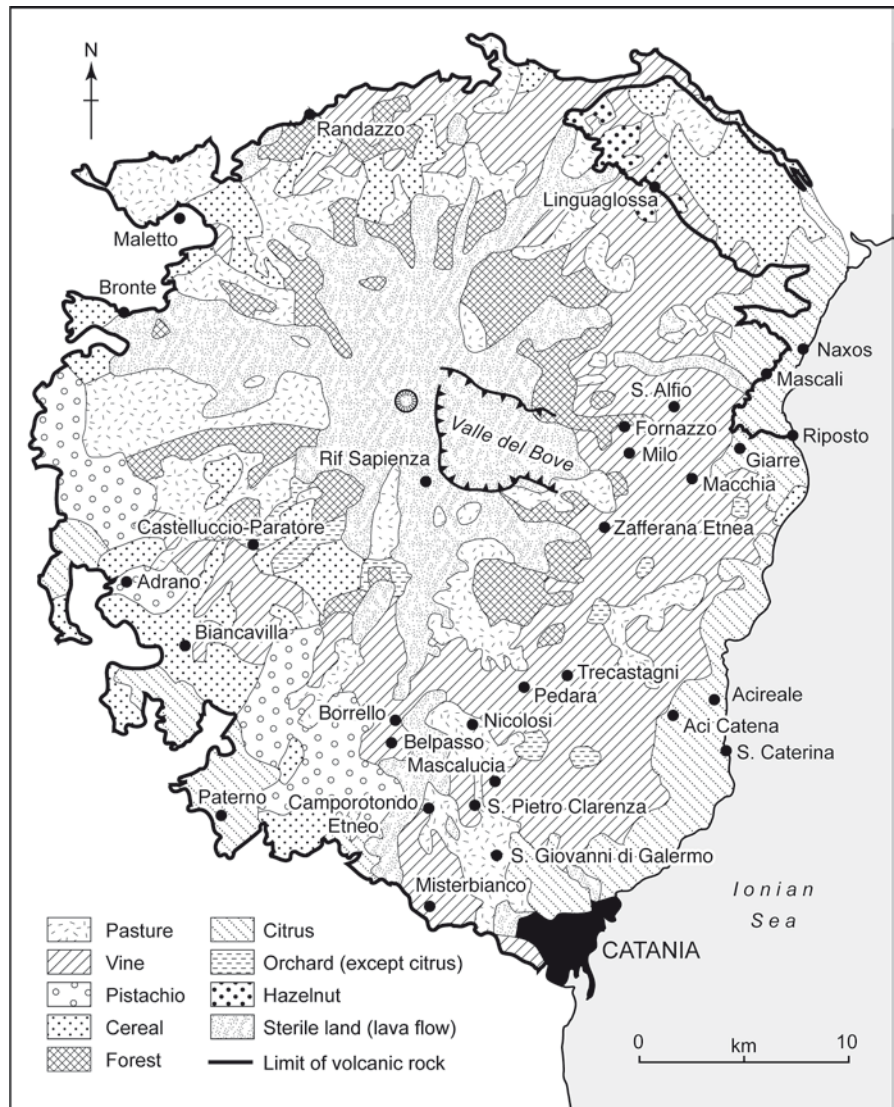 N
Randazzo
Linguaglossa
Maletto
Bronte
Naxos
Mascali
S. Alfio
Fornazzo
Riposto
Valle del Bove
Milo
Giarre
Rif Sapienza
Macchia
Castelluccio-Paratore
Zafferana Etnea
Adrano
Biancavilla
Trecastagni
Pedara
Acireale
Borrello
Nicolosi
Aci Catena
Belpasso
S. Caterina
Mascalucia
Paterno
Camporotondo
Etneo
S. Pietro Clarenza
S. Giovanni di Galermo
Misterbianco
Ionian
Sea
CATANIA
Pasture
Vine
Pistachio
Cereal
Forest
Citrus
Orchard (except citrus)
Hazelnut
Sterile land (lava flow)
Limit of volcanic rock
0 10
km